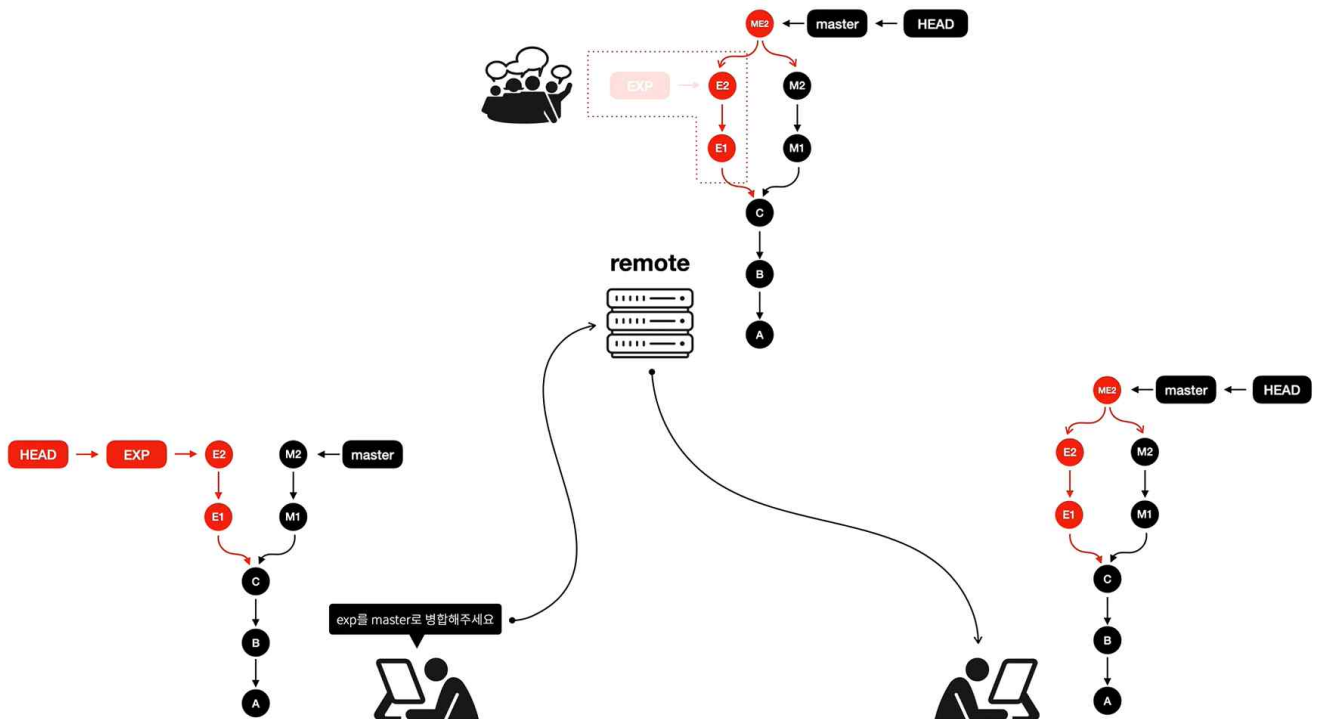 ME2
master
HEAD
EXP
E2
M2
E1
M1
C
B
A
remote
ME2
master
HEAD
E2
M2
E1
M1
C
B
A
HEAD
EXP
E2
M2
master
E1
M1
C
B
A
exp를 master로 병합해주세요